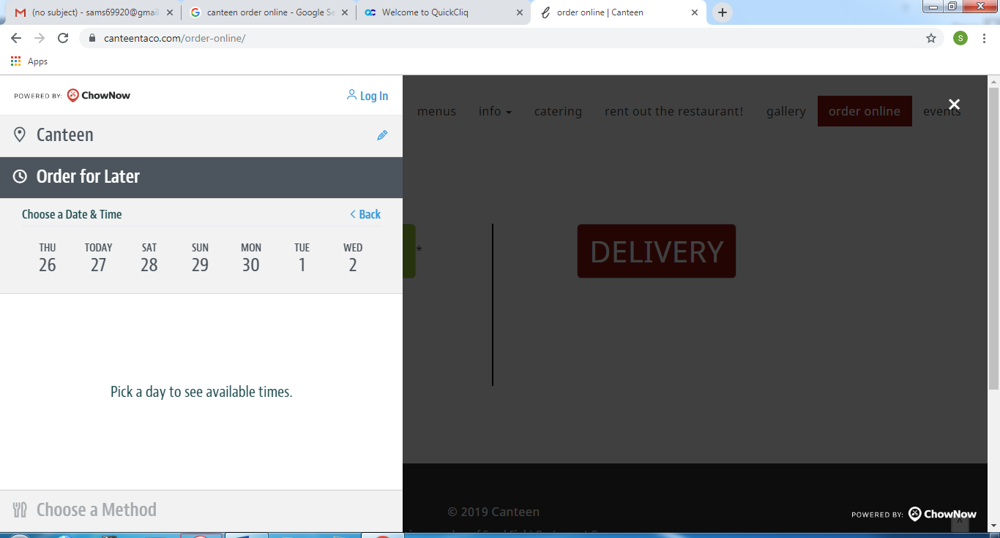 (no subject) - sams69920@gmail
canteen order online - Google Se
Welcome to QuickCliq
order online | Canteen
canteentaco.com/order-online/
S
Apps
POWERED BY: ChowNow
Log In
menus info catering rent out the restaurant! gallery order online events
Canteen
Order for Later
Choose a Date & Time
Back
THU TODAY SAT SUN MON TUE WED
26 27 28 29 30 1 2
*
DELIVERY
Pick a day to see available times.
Choose a Method
© 2019 Canteen
POWERED BY: ChowNow